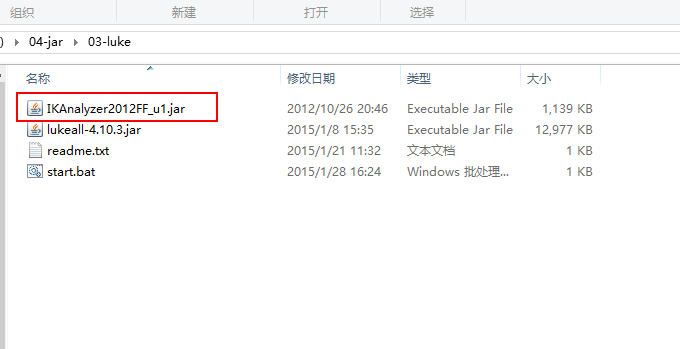 组织 新建 打开 选择
) 04-jar 03-luke
名称 修改日期 类型 大小
IKAnalyzer2012FF_u1.jar 2012/10/26 20:46 Executable Jar File 1,139 KB
lukeall-4.10.3.jar 2015/1/8 15:35 Executable Jar File 12,977 KB
readme.txt 2015/1/21 11:32 文本文档 1 KB
start.bat 2015/1/28 16:24 Windows 批处理... 1 KB